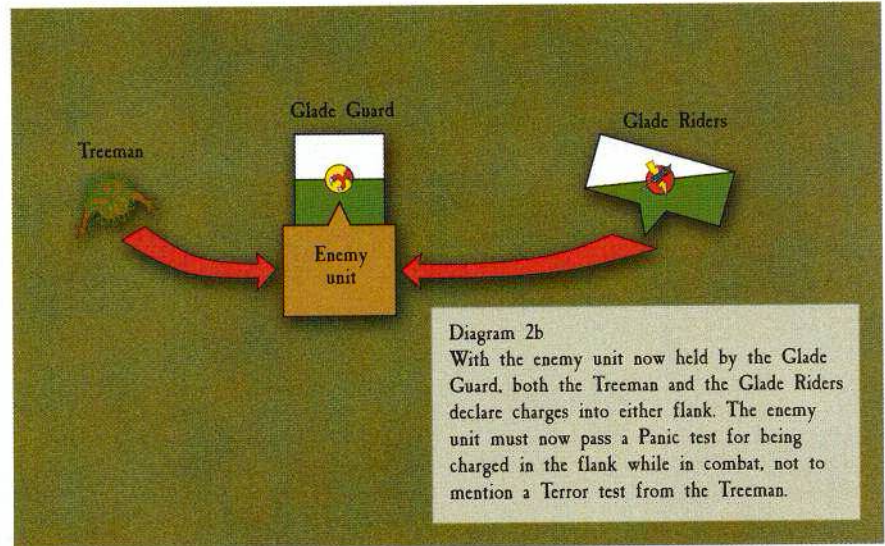 Glade Guard
Glade Riders
Treeman
Enemy
unit
Diagram 2b
With the enemy unit now held by the Glade
Guard, both the Treeman and the Glade Riders
declare charges into either flank. The enemy
unit must now pass a Panic test for being
charged in the flank while in combat, not to
mention a Terror test from the Treeman.